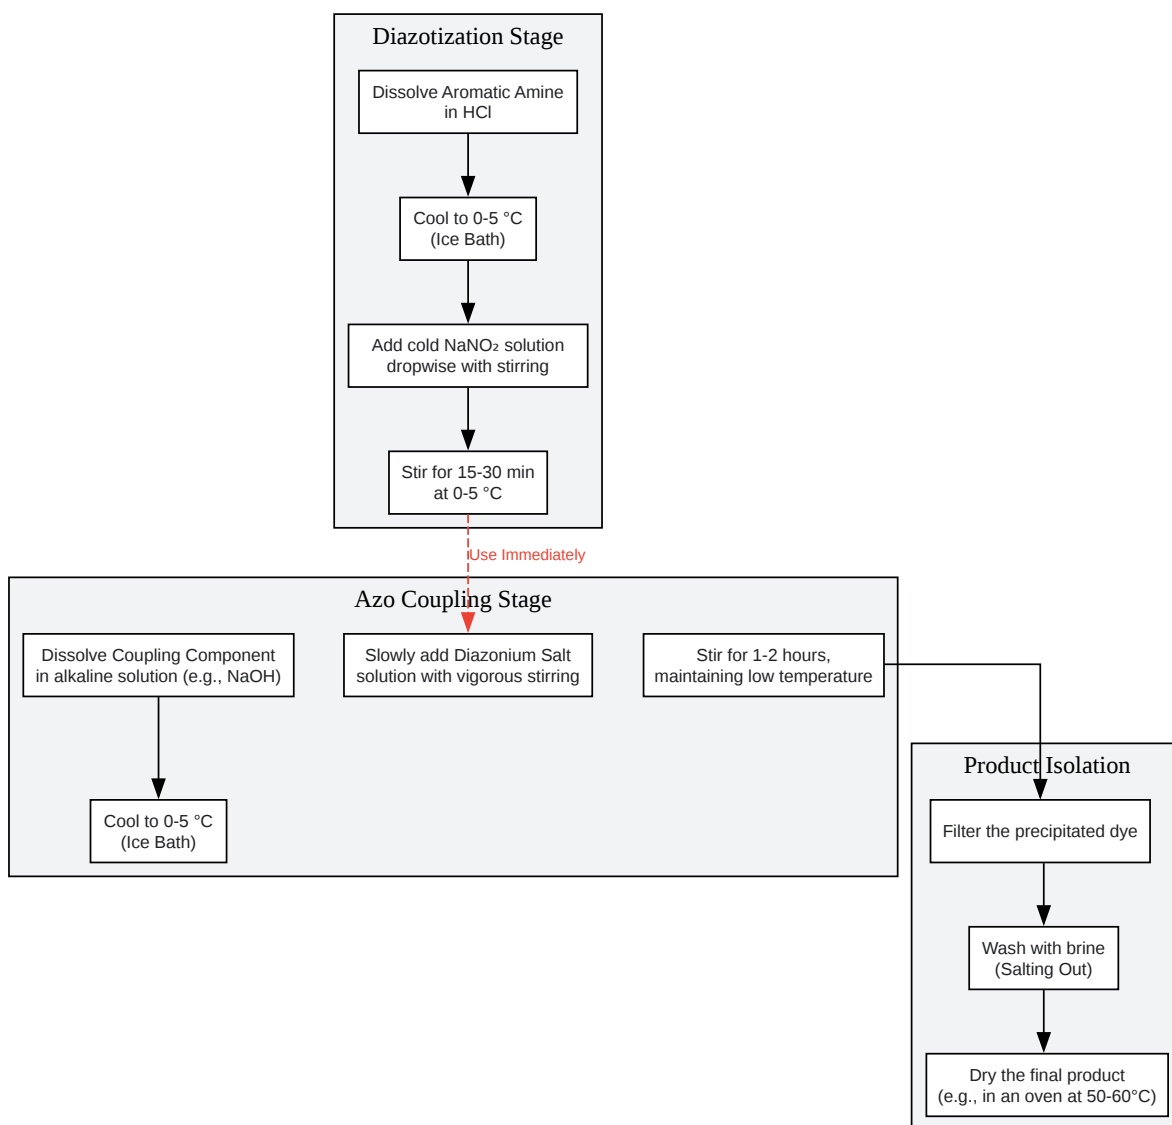 Diazotization Stage
Dissolve Aromatic Amine
in HCl
Cool to 0-5 °C
(Ice Bath)
Add cold NaNO₂ solution
dropwise with stirring
Stir for 15-30 min
at 0-5 °C
Use Immediately
Azo Coupling Stage
Dissolve Coupling Component
in alkaline solution (e.g., NaOH)
Cool to 0-5 °C
(Ice Bath)
Slowly add Diazonium Salt
solution with vigorous stirring
Stir for 1-2 hours,
maintaining low temperature
Product Isolation
Filter the precipitated dye
Wash with brine
(Salting Out)
Dry the final product
(e.g., in an oven at 50-60°C)